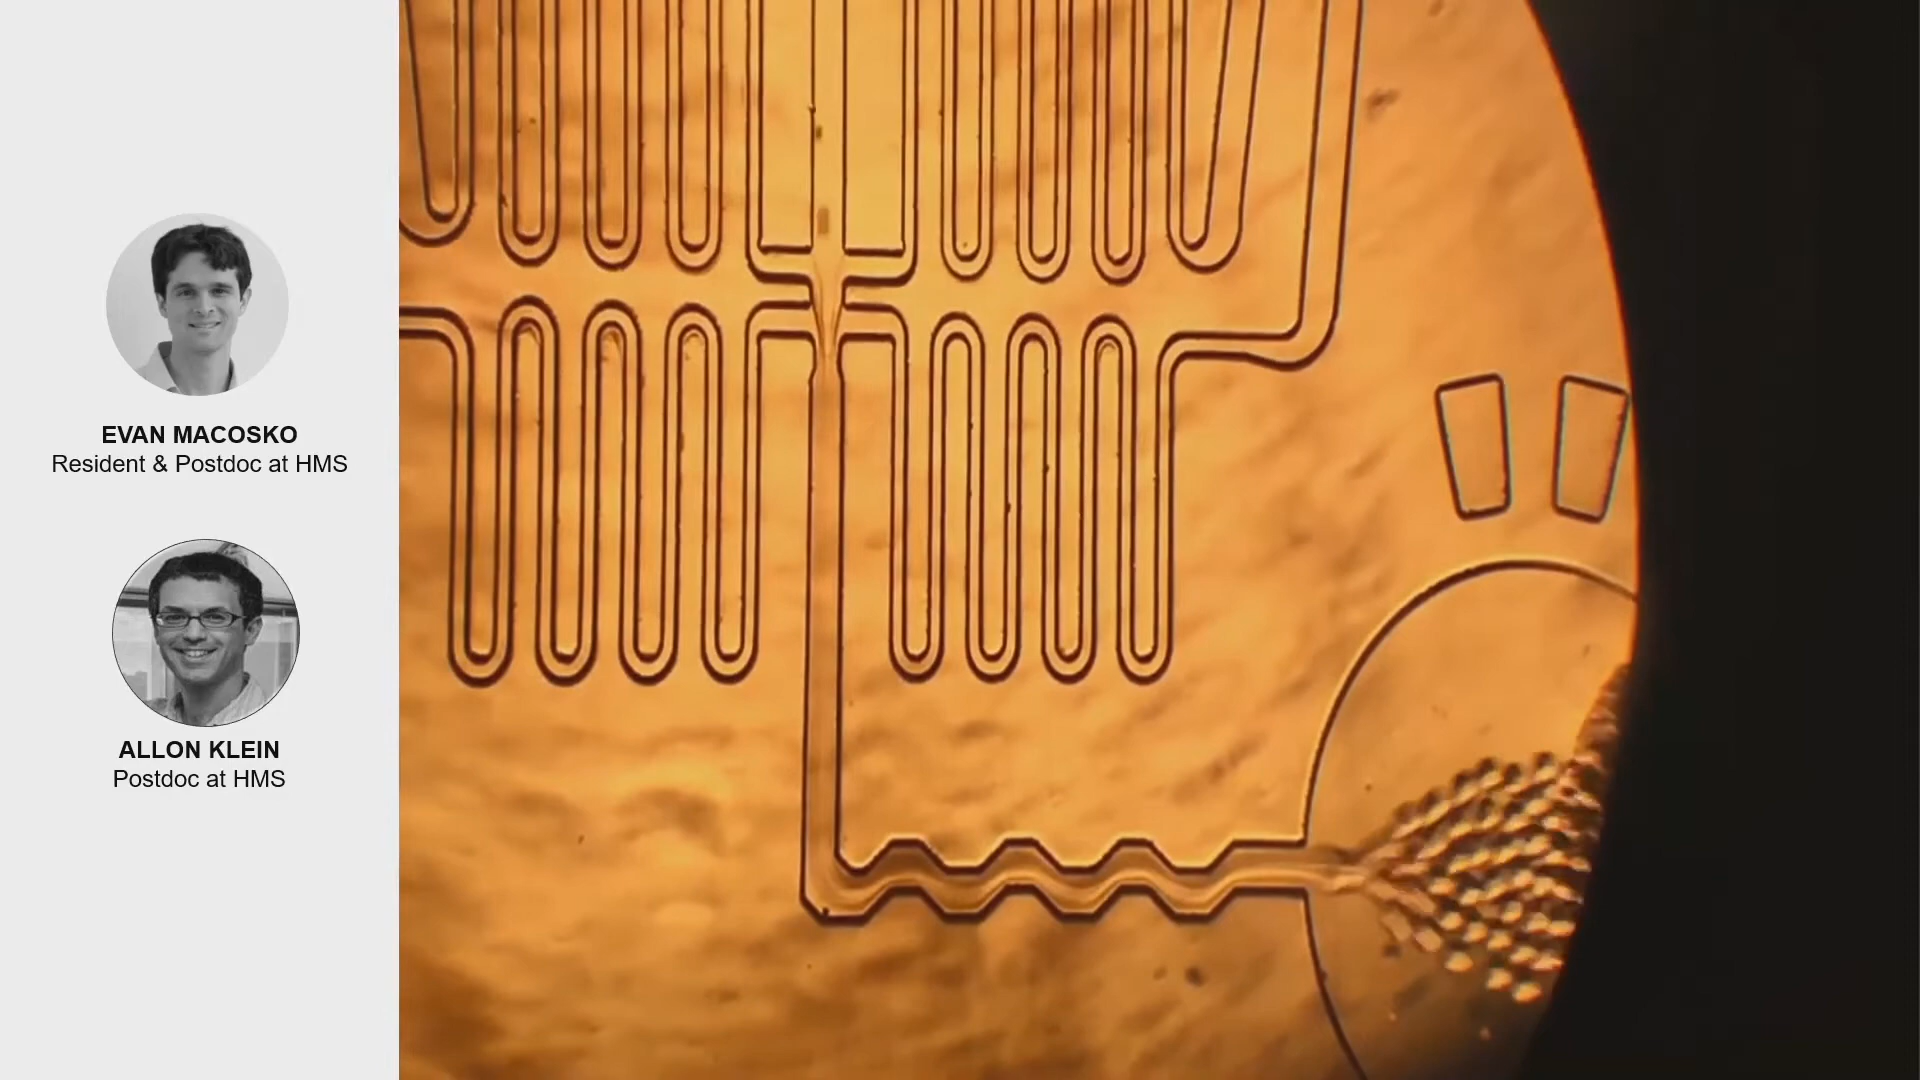 EVAN MACOSKO
Resident & Postdoc at HMS
ALLON KLEIN
Postdoc at HMS